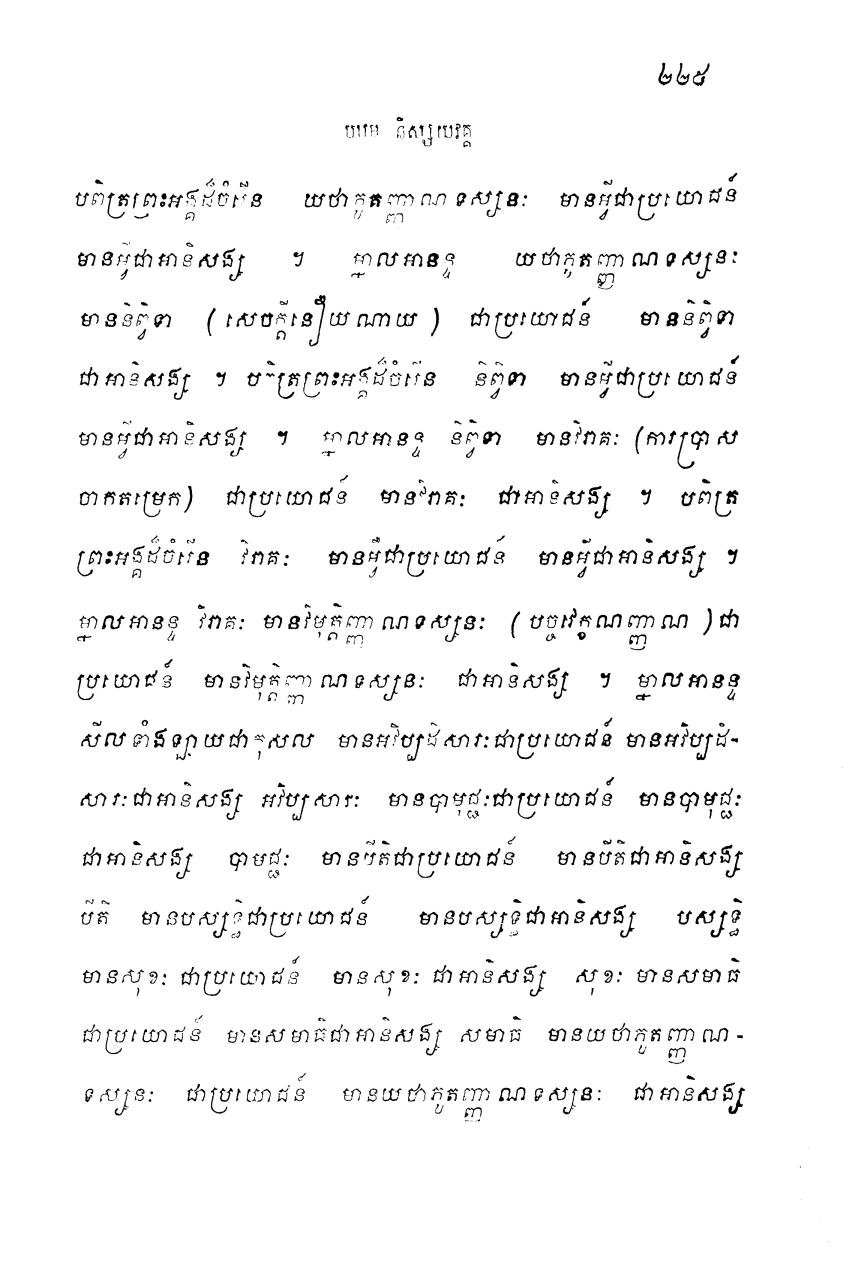 ២២៥
បឋម និស្សយវគ្គ
បពិត្រព្រះអង្គដ៏ចំរើន យថាភូតញ្ញាណទស្សនៈ មានអ្វីជាប្រយោជន៍
មានអ្វីជាអានិសង្ស ។ ម្នាលអានន្ទ យថាភូតញ្ញាណទស្សនៈ
មាននិព្វិទា (សេចក្តីនឿយណាយ) ជាប្រយោជន៍ មាននិព្វិទា
ជាអានិសង្ស ។ បពិត្រព្រះអង្គដ៏ចំរើន និព្វិទា មានអ្វីជាប្រយោជន៍
មានអ្វីជាអានិសង្ស ។ ម្នាលអានន្ទ និព្វិទា មានវិរាគៈ (ការប្រាស
ចាកតម្រេក) ជាប្រយោជន៍ មានវិរាគៈ ជាអានិសង្ស ។ បពិត្រ
ព្រះអង្គដ៏ចំរើន វិរាគៈ មានអ្វីជាប្រយោជន៍ មានអ្វីជាអានិសង្ស ។
ម្នាលអានន្ទ វិរាគៈ មានវិមុត្តិញ្ញាណទស្សនៈ (បច្ចវេក្ខណញ្ញាណ) ជា
ប្រយោជន៍ មានវិមុត្តិញ្ញាណទស្សនៈ ជាអានិសង្ស ។ ម្នាលអានន្ទ
សីលទាំងឡាយជាកុសល មានអវិប្បដិសារៈជាប្រយោជន៍ មានអវិប្បដិ-
សារៈជាអានិសង្ស អវិប្បសារៈ មានបាមុជ្ជៈជាប្រយោជន៍ មានបាមុជ្ជៈ
ជាអានិសង្ស បាមជ្ជៈ មានបីតិជាប្រយោជន៍ មានបីតិជាអានិសង្ស
បីតិ មានបស្សទ្ធិជាប្រយោជន៍ មានបស្សទ្ធិជាអានិសង្ស បស្សទ្ធិ
មានសុខៈ ជាប្រយោជន៍ មានសុខៈ ជាអានិសង្ស សុខៈ មានសមាធិ
ជាប្រយោជន៍ មានសមាធិជាអានិសង្ស សមាធិ មានយថាភូតញ្ញាណ-
ទស្សនៈ ជាប្រយោជន៍ មានយថាភូតញ្ញាណទស្សនៈ ជាអានិសង្ស